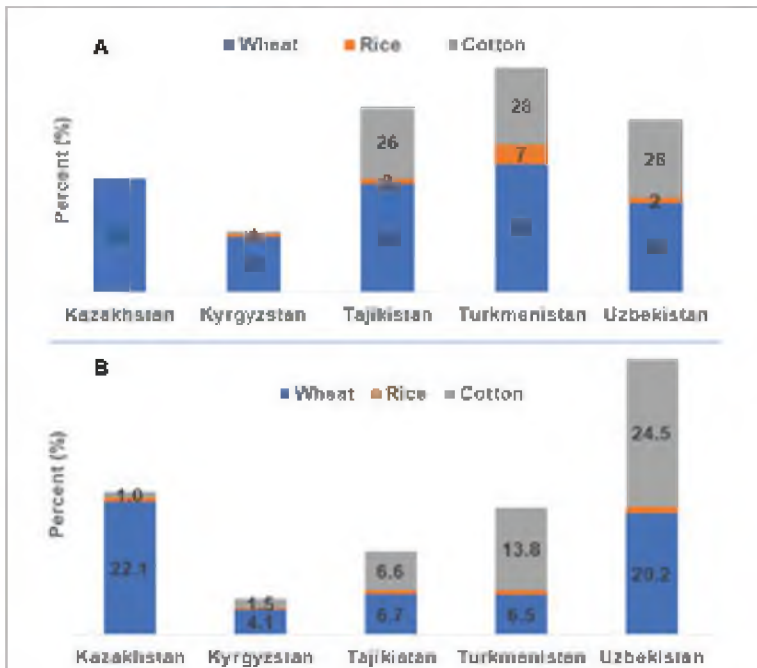 A
Wheat Rice Cotton
Percent (%)
26
28
7
2
Kazakhstan Kyrgyzstan Tajikistan Turkmenistan Uzbekistan
B
Wheat Rice Cotton
Percent (%)
1.0
22.1
1.5
4.1
6.6
6.7
13.8
6.5
24.5
20.2
Kazakhstan Kyrgyzstan Tajikistan Turkmenistan Uzbekistan